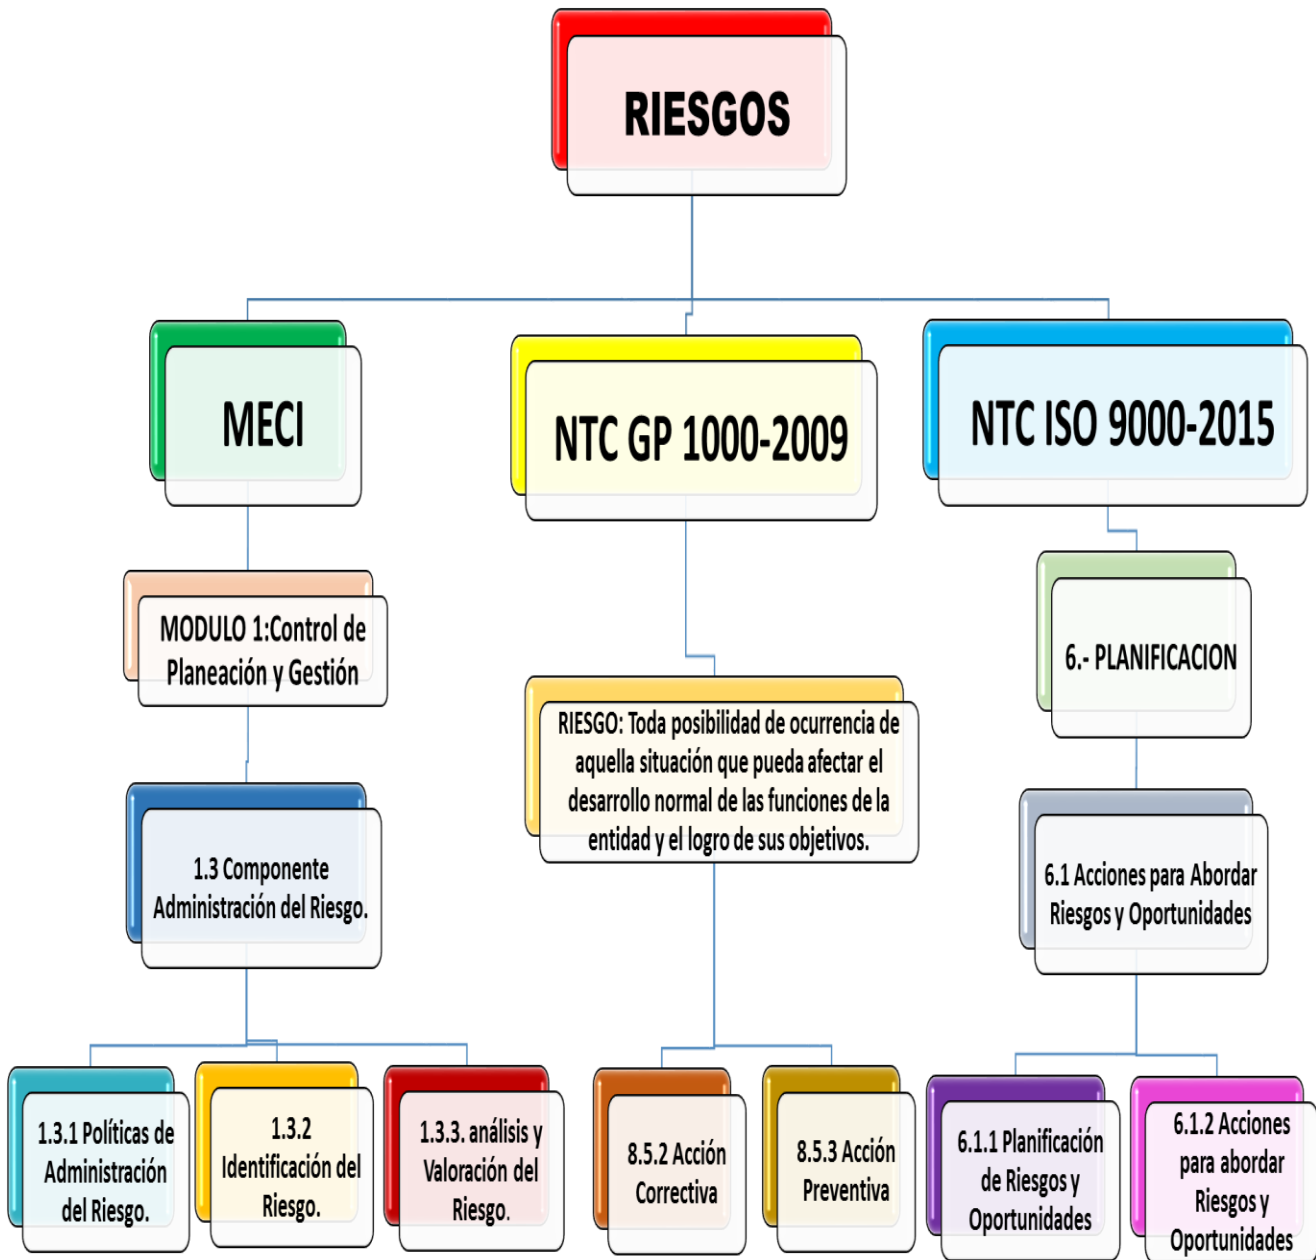 RIESGOS
MECI
NTC GP 1000-2009
NTC ISO 9000-2015
MODULO 1:Control de
Planeación y Gestión
RIESGO: Toda posibilidad de ocurrencia de
aquella situación que pueda afectar el
desarrollo normal de las funciones de la
entidad y el logro de sus objetivos.
6.- PLANIFICACION
1.3 Componente
Administración del Riesgo.
6.1 Acciones para Abordar
Riesgos y Oportunidades
1.3.1 Políticas de
Administración
del Riesgo.
1.3.2
Identificación del
Riesgo.
1.3.3. análisis y
Valoración del
Riesgo.
8.5.2 Acción
Correctiva
8.5.3 Acción
Preventiva
6.1.1 Planificación
de Riesgos y
Oportunidades
6.1.2 Acciones
para abordar
Riesgos y
Oportunidades